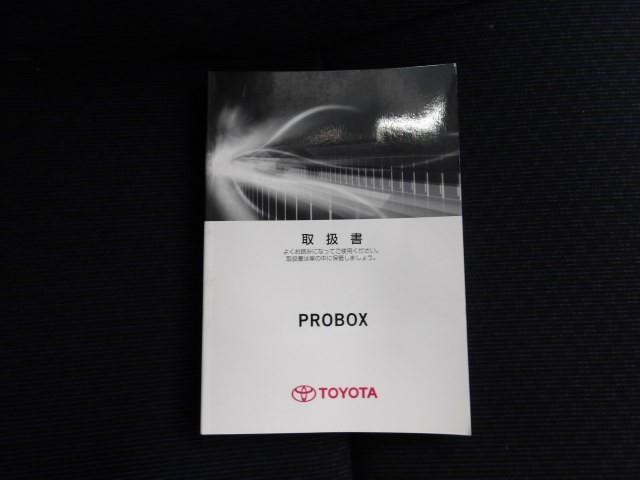 取扱書
よくお読みになってご使用ください。
取扱書は車の中に保管しましょう。
PROBOX
TOYOTA